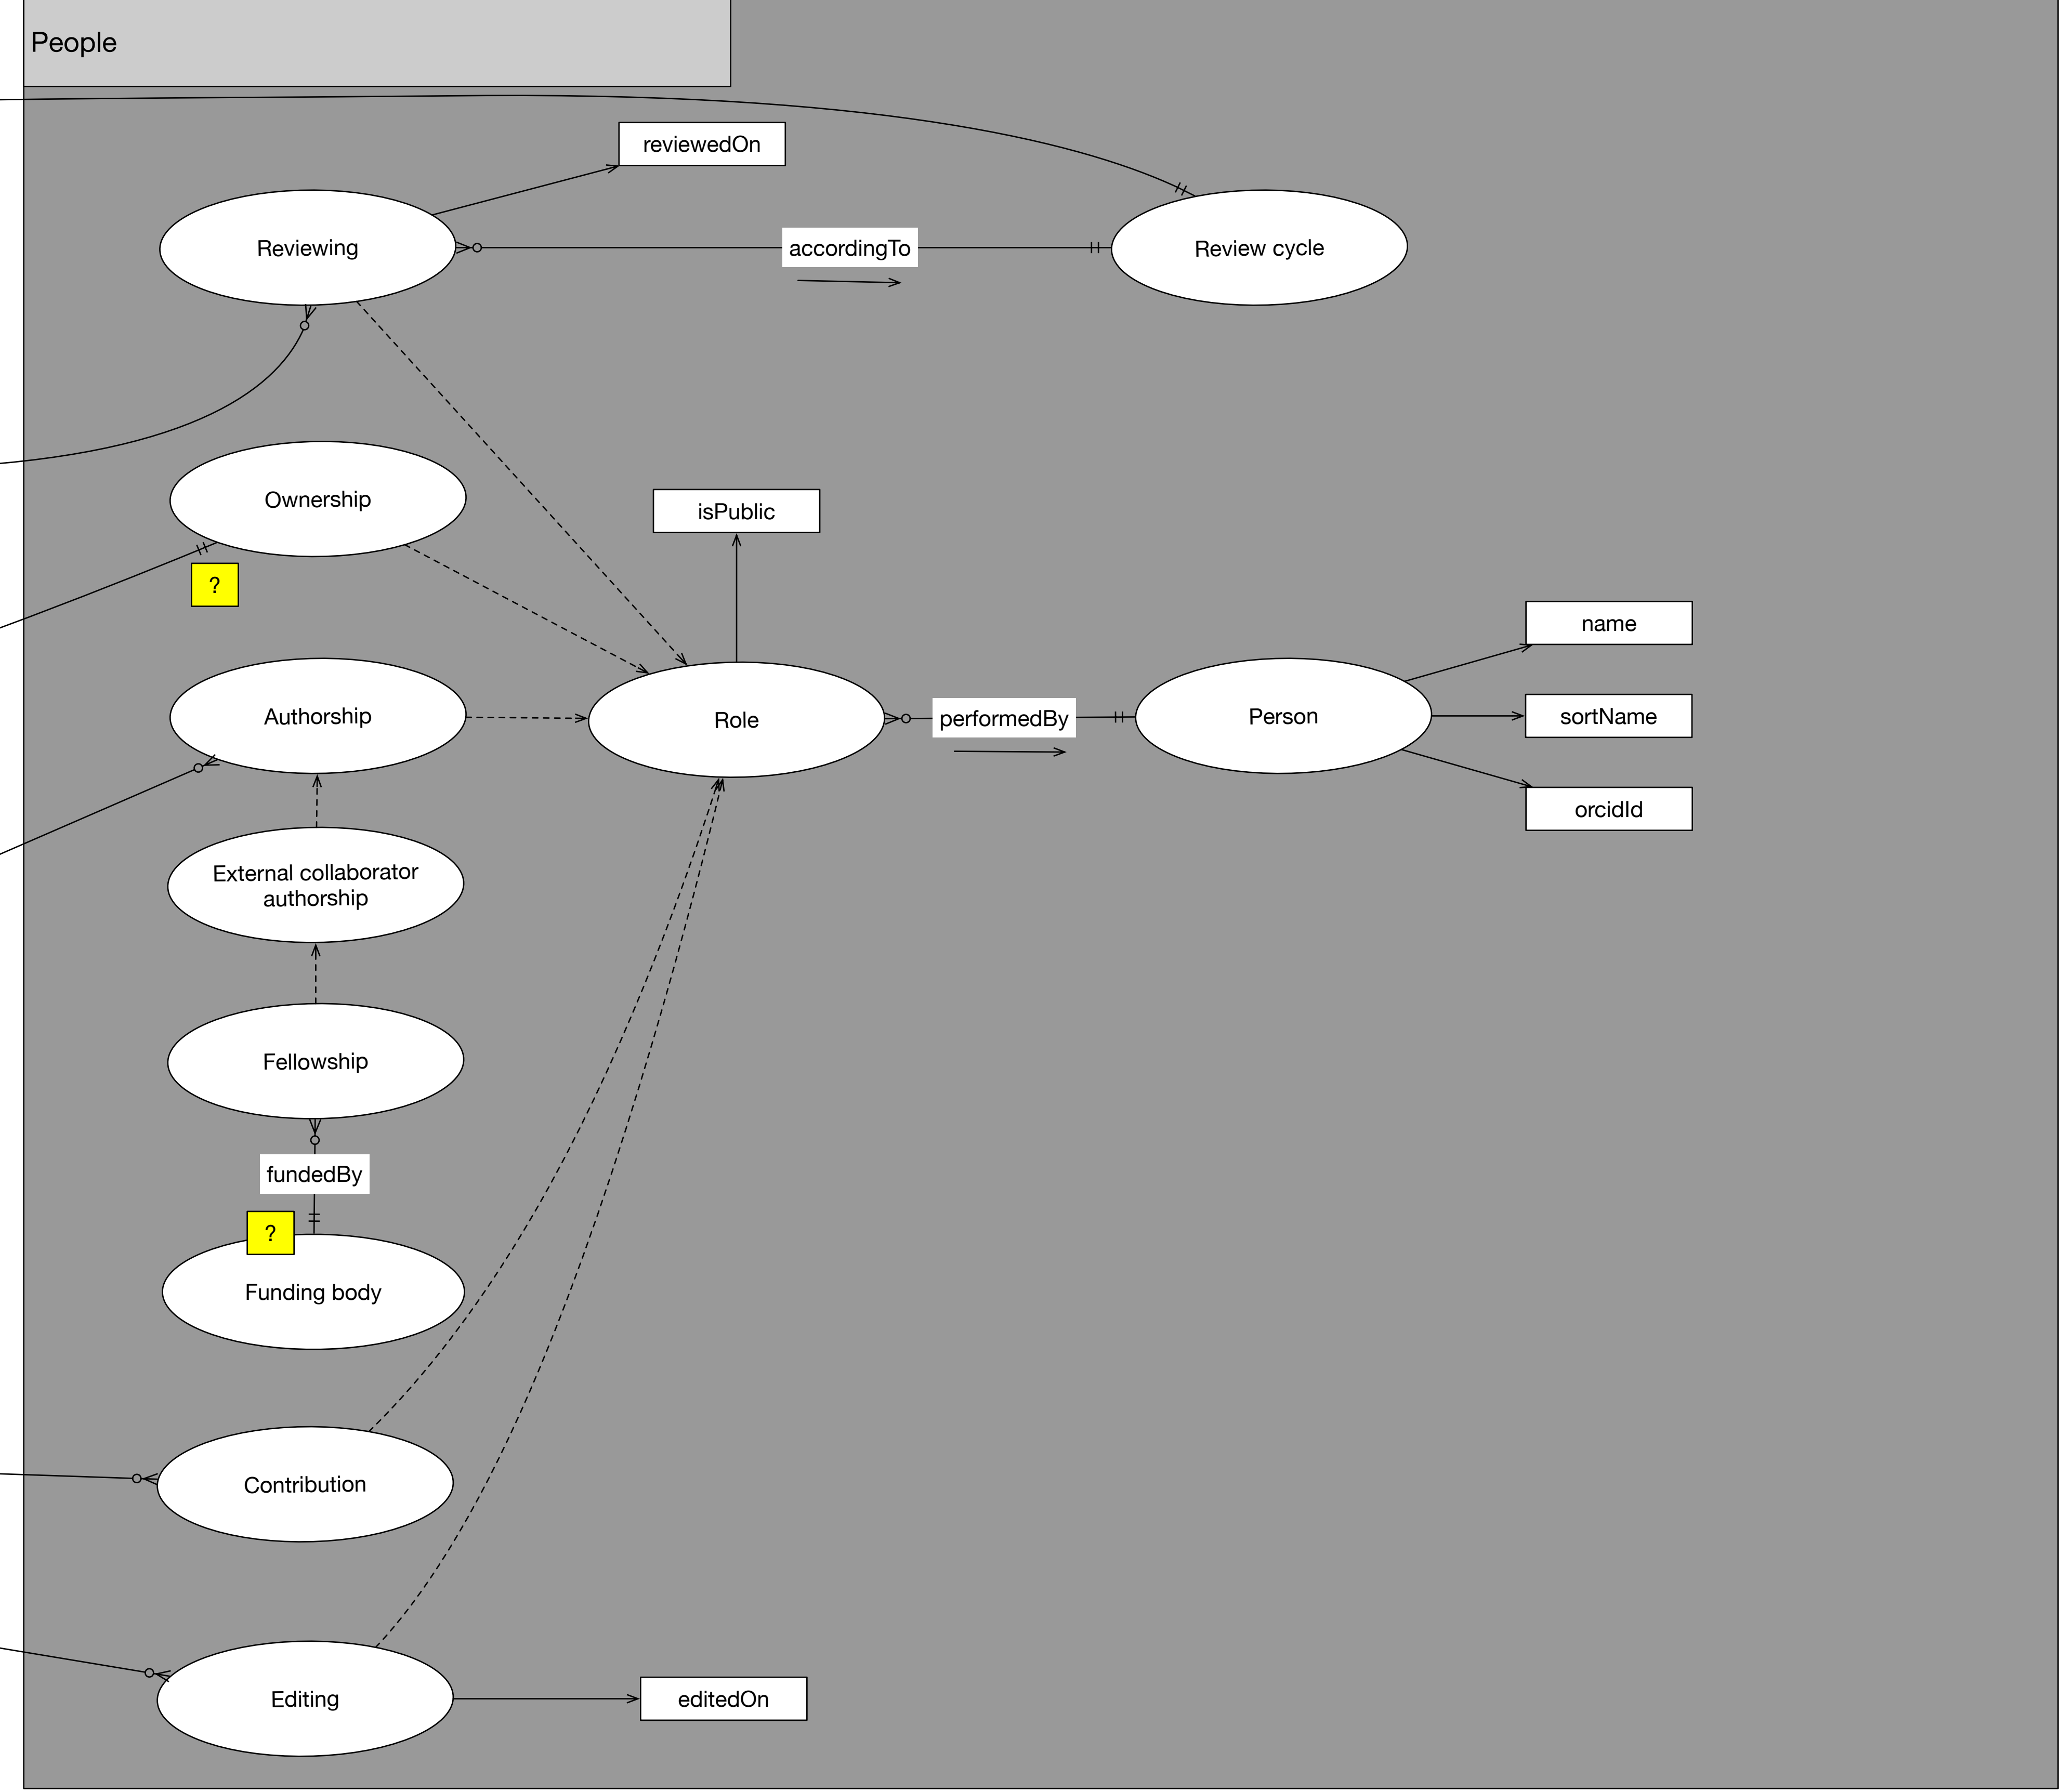 People
reviewedOn
Reviewing
accordingTo
Review cycle
Ownership
isPublic
?
name
Authorship
Role
performedBy
Person
sortName
orcidId
External collaborator
authorship
Fellowship
fundedBy
?
Funding body
Contribution
Editing
editedOn